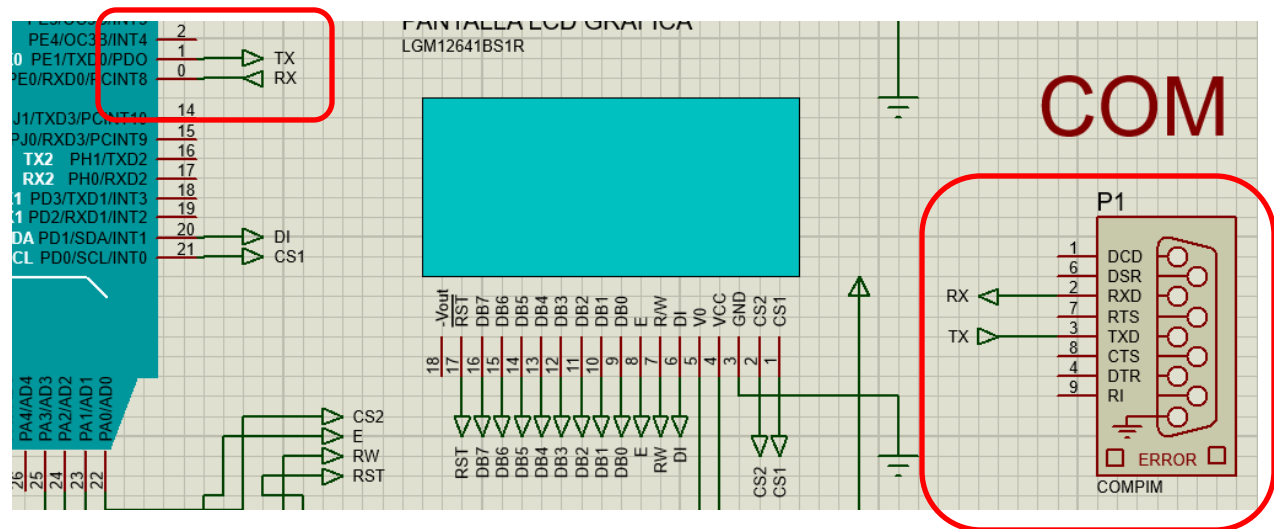 PANTALLA LCD GRAFICA
LGM12641BS1R
PE4/OC3B/INT4 2
PE1/TXD0/PDO 1 TX
PE0/RXD0/PCINT8 0 RX
J1/TXD3/PCINT10 14
PJ0/RXD3/PCINT9 15
TX2 PH1/TXD2 16
RX2 PH0/RXD2 17
PD3/TXD1/INT3 18
PD2/RXD1/INT2 19
DA PD1/SDA/INT1 20 DI
CL PD0/SCL/INT0 21 CS1
PA4/AD4
PA3/AD3
PA2/AD2
PA1/AD1
PA0/AD0
26
25
24
23
22
CS2
E
RW
RST
-Vout
RST
DB7
DB6
DB5
DB4
DB3
DB2
DB1
DB0
E
R/W
DI
V0
VCC
GND
CS2
CS1
18
17
16
15
14
13
12
11
10
9
8
7
6
5
4
3
2
1
RST
DB7
DB6
DB5
DB4
DB3
DB2
DB1
DB0
E
RW
DI
CS2
CS1
COM
P1
1 DCD
6 DSR
RX 2 RXD
7 RTS
TX 3 TXD
8 CTS
4 DTR
9 RI
ERROR
COMPIM